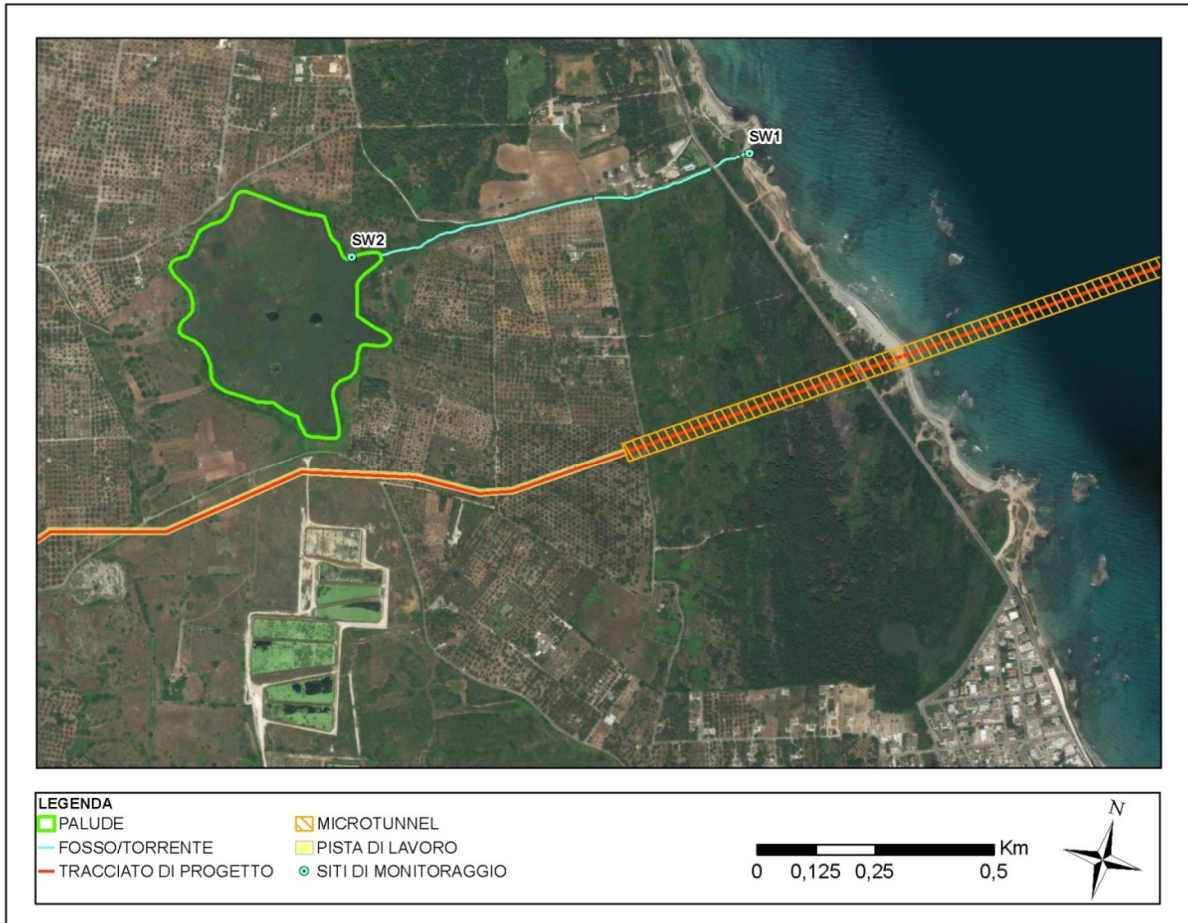 SW1
SW2
LEGENDA
PALUDE
FOSSO/TORRENTE
TRACCIATO DI PROGETTO
MICROTUNNEL
PISTA DI LAVORO
SITI DI MONITORAGGIO
Km
0 0,125 0,25 0,5
N